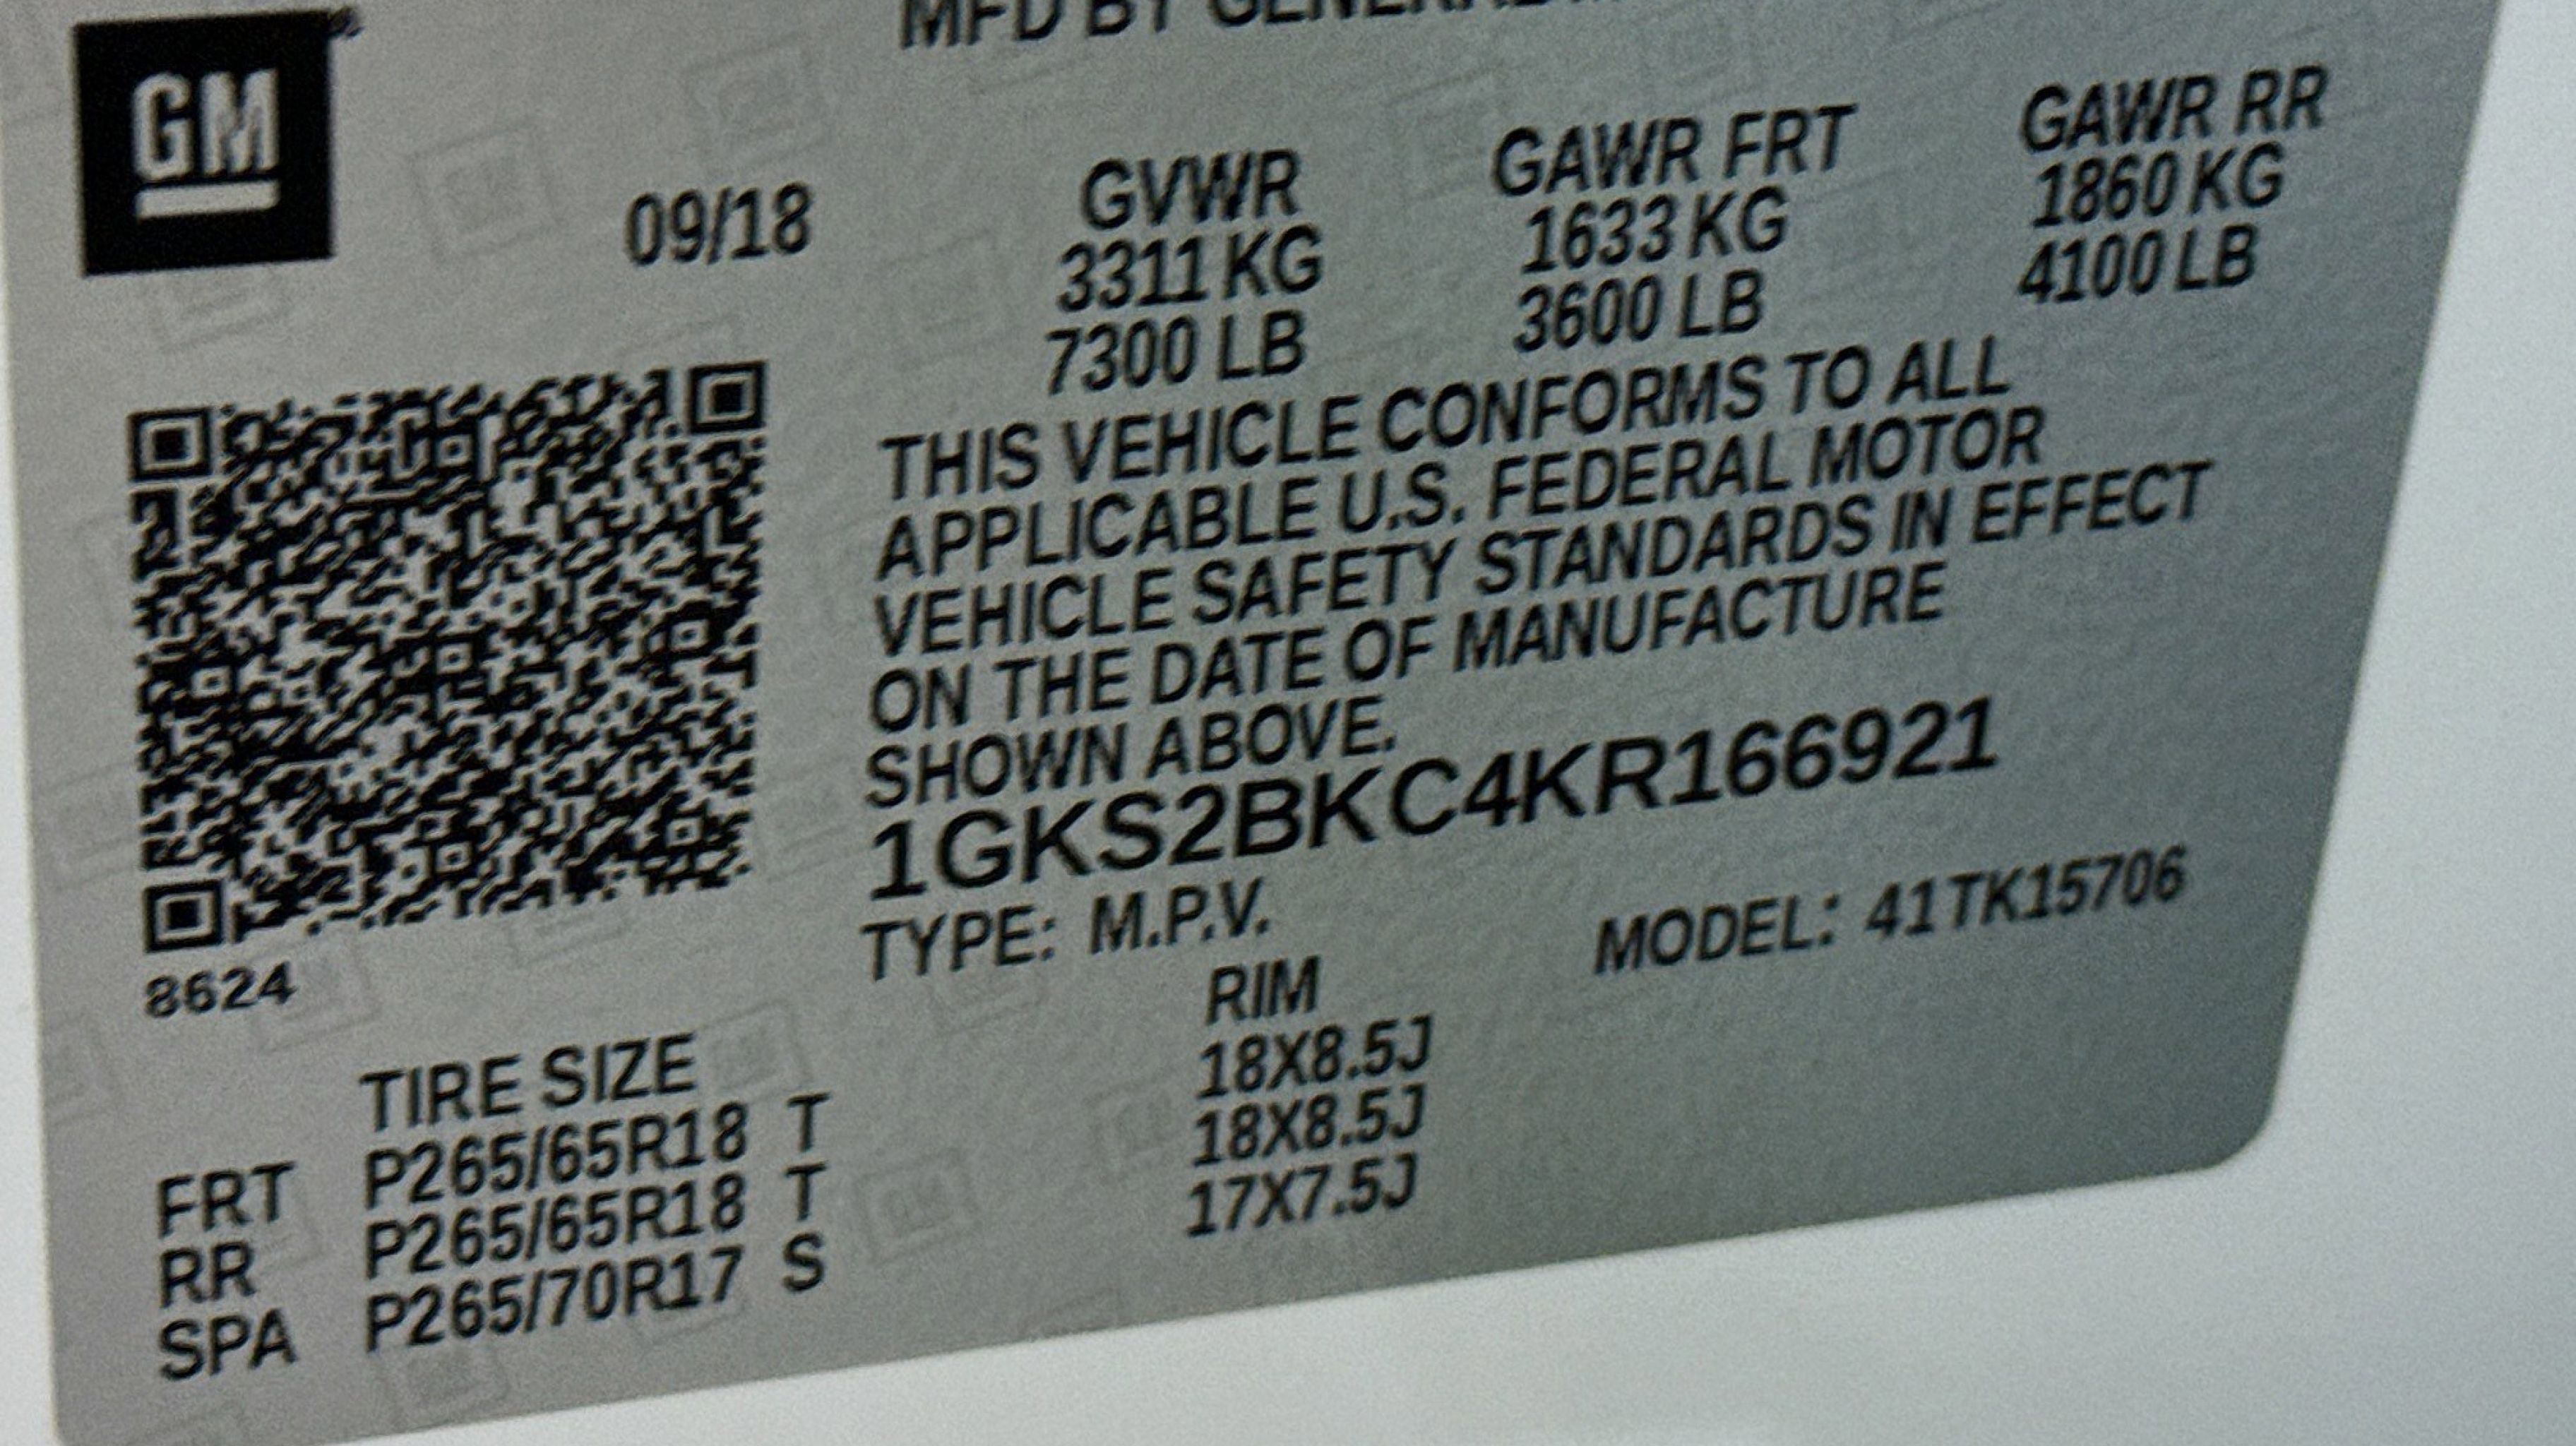 GM
MFD BY GENERAL
09/18
GVWR GAWR FRT GAWR RR
3311 KG 1633 KG 1860 KG
7300 LB 3600 LB 4100 LB
THIS VEHICLE CONFORMS TO ALL
APPLICABLE U.S. FEDERAL MOTOR
VEHICLE SAFETY STANDARDS IN EFFECT
ON THE DATE OF MANUFACTURE
SHOWN ABOVE.
1GKS2BKC4KR166921
TYPE: M.P.V. MODEL: 41TK15706
8624
TIRE SIZE RIM
FRT P265/65R18 T 18X8.5J
RR P265/65R18 T 18X8.5J
SPA P265/70R17 S 17X7.5J